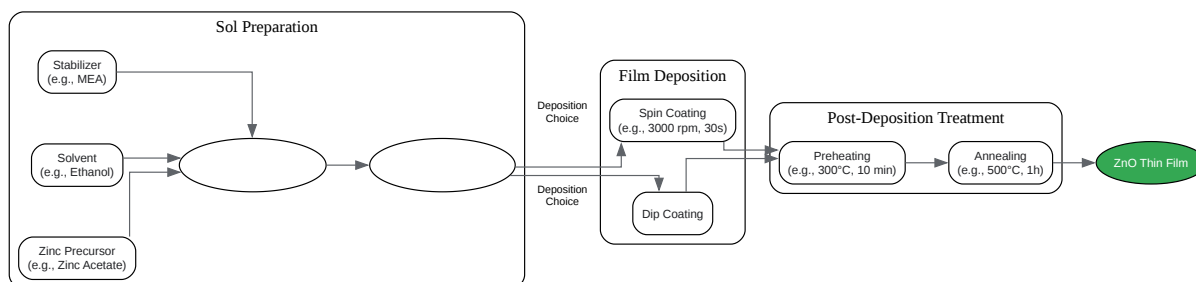 Sol Preparation
Stabilizer
(e.g., MEA)
Solvent
(e.g., Ethanol)
Zinc Precursor
(e.g., Zinc Acetate)
Deposition
Choice
Deposition
Choice
Film Deposition
Spin Coating
(e.g., 3000 rpm, 30s)
Dip Coating
Post-Deposition Treatment
Preheating
(e.g., 300°C, 10 min)
Annealing
(e.g., 500°C, 1h)
ZnO Thin Film